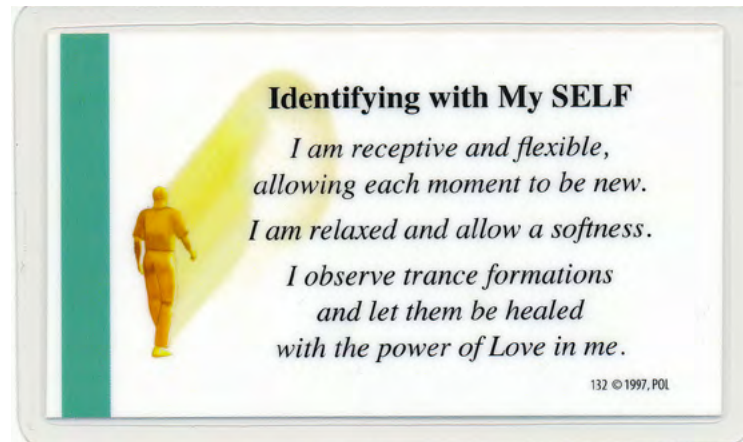 Identifying with My SELF
I am receptive and flexible,
allowing each moment to be new.
I am relaxed and allow a softness.
I observe trance formations
and let them be healed
with the power of Love in me.
132 © 1997, POL